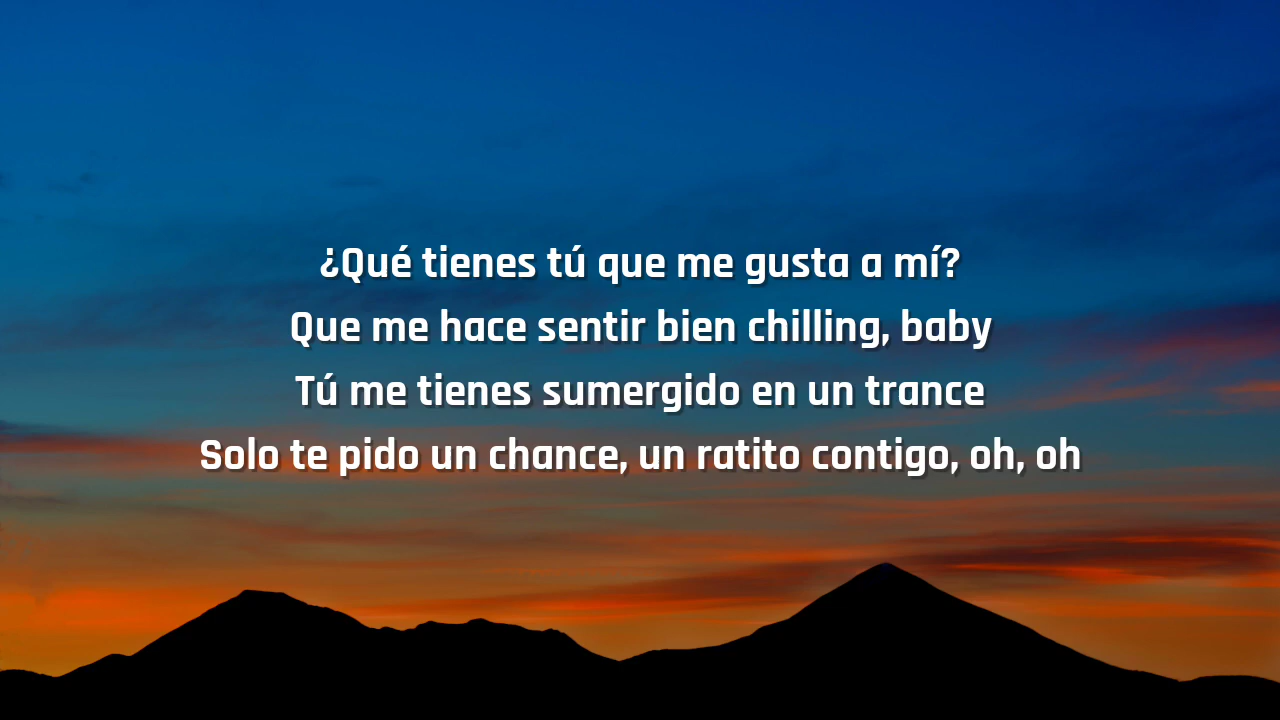 ¿Qué tienes tú que me gusta a mí?
Que me hace sentir bien chilling, baby
Tú me tienes sumergido en un trance
Solo te pido un chance, un ratito contigo, oh, oh